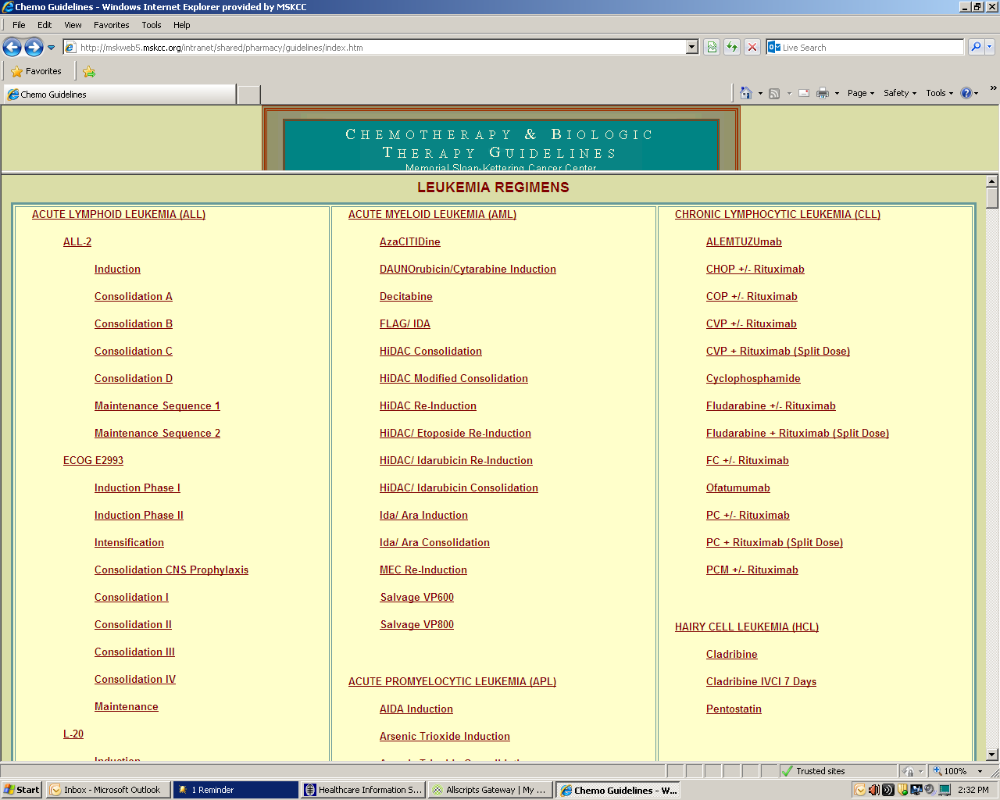 Chemo Guidelines - Windows Internet Explorer provided by MSKCC
File Edit View Favorites Tools Help
http://mskweb5.mskcc.org/intranet/shared/pharmacy/guidelines/index.htm
Live Search
Favorites
Chemo Guidelines
Page Safety Tools
CHEMOTHERAPY & BIOLOGIC
THERAPY GUIDELINES
Memorial Sloan-Kettering Cancer Center
LEUKEMIA REGIMENS
ACUTE LYMPHOID LEUKEMIA (ALL)
ALL-2
Induction
Consolidation A
Consolidation B
Consolidation C
Consolidation D
Maintenance Sequence 1
Maintenance Sequence 2
ECOG E2993
Induction Phase I
Induction Phase II
Intensification
Consolidation CNS Prophylaxis
Consolidation I
Consolidation II
Consolidation III
Consolidation IV
Maintenance
L-20
Induction
ACUTE MYELOID LEUKEMIA (AML)
AzaCITIDine
DAUNOrubicin/Cytarabine Induction
Decitabine
FLAG/ IDA
HiDAC Consolidation
HiDAC Modified Consolidation
HiDAC Re-Induction
HiDAC/ Etoposide Re-Induction
HiDAC/ Idarubicin Re-Induction
HiDAC/ Idarubicin Consolidation
Ida/ Ara Induction
Ida/ Ara Consolidation
MEC Re-Induction
Salvage VP600
Salvage VP800
ACUTE PROMYELOCYTIC LEUKEMIA (APL)
AIDA Induction
Arsenic Trioxide Induction
CHRONIC LYMPHOCYTIC LEUKEMIA (CLL)
ALEMTUZUmab
CHOP +/- Rituximab
COP +/- Rituximab
CVP +/- Rituximab
CVP + Rituximab (Split Dose)
Cyclophosphamide
Fludarabine +/- Rituximab
Fludarabine + Rituximab (Split Dose)
FC +/- Rituximab
Ofatumumab
PC +/- Rituximab
PC + Rituximab (Split Dose)
PCM +/- Rituximab
HAIRY CELL LEUKEMIA (HCL)
Cladribine
Cladribine IVCI 7 Days
Pentostatin
Trusted sites
100%
Start
Inbox - Microsoft Outlook
1 Reminder
Healthcare Information S...
Allscripts Gateway | My ...
Chemo Guidelines - W...
2:32 PM